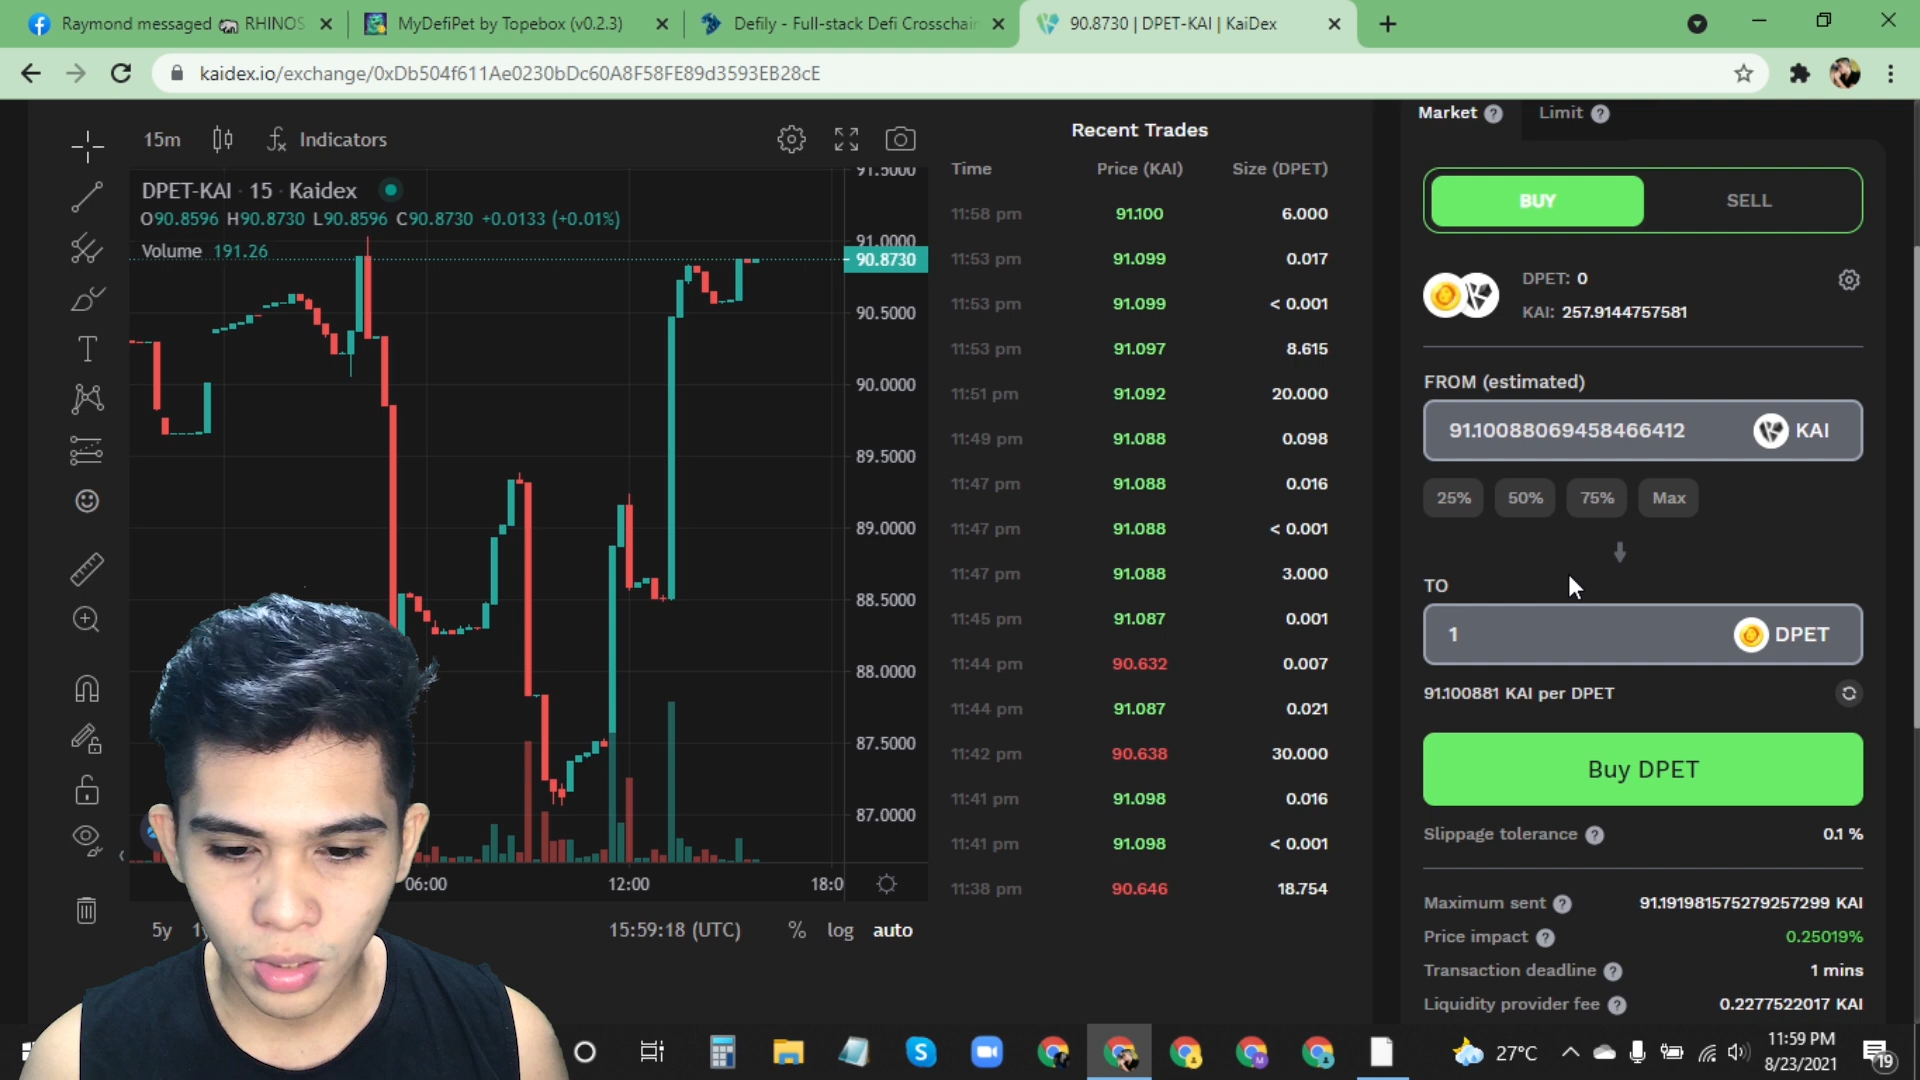 Raymond messaged RHINOS
MyDefiPet by Topebox (v0.2.3)
Defily - Full-stack Defi Crosschain
90.8730 | DPET-KAI | KaiDex
kaidex.io/exchange/0xDb504f611Ae0230bDc60A8F58FE89d3593EB28cE
15m
Indicators
DPET-KAI · 15 · Kaidex
O90.8596 H90.8730 L90.8596 C90.8730 +0.0133 (+0.01%)
Volume 191.26
91.5000
91.0000
90.8730
90.5000
90.0000
89.5000
89.0000
88.5000
88.0000
87.5000
87.0000
06:00
12:00
18:0
5y
15:59:18 (UTC)
%
log
auto
Recent Trades
Time Price (KAI) Size (DPET)
11:58 pm 91.100 6.000
11:53 pm 91.099 0.017
11:53 pm 91.099 < 0.001
11:53 pm 91.097 8.615
11:51 pm 91.092 20.000
11:49 pm 91.088 0.098
11:47 pm 91.088 0.016
11:47 pm 91.088 < 0.001
11:47 pm 91.088 3.000
11:45 pm 91.087 0.001
11:44 pm 90.632 0.007
11:44 pm 91.087 0.021
11:42 pm 90.638 30.000
11:41 pm 91.098 0.016
11:41 pm 91.098 < 0.001
11:38 pm 90.646 18.754
Market ? Limit ?
BUY SELL
DPET: 0
KAI: 257.9144757581
FROM (estimated)
91.10088069458466412 KAI
25% 50% 75% Max
TO
1 DPET
91.100881 KAI per DPET
Buy DPET
Slippage tolerance ? 0.1 %
Maximum sent ? 91.191981575279257299 KAI
Price impact ? 0.25019%
Transaction deadline ? 1 mins
Liquidity provider fee ? 0.2277522017 KAI
27°C
11:59 PM
8/23/2021
19